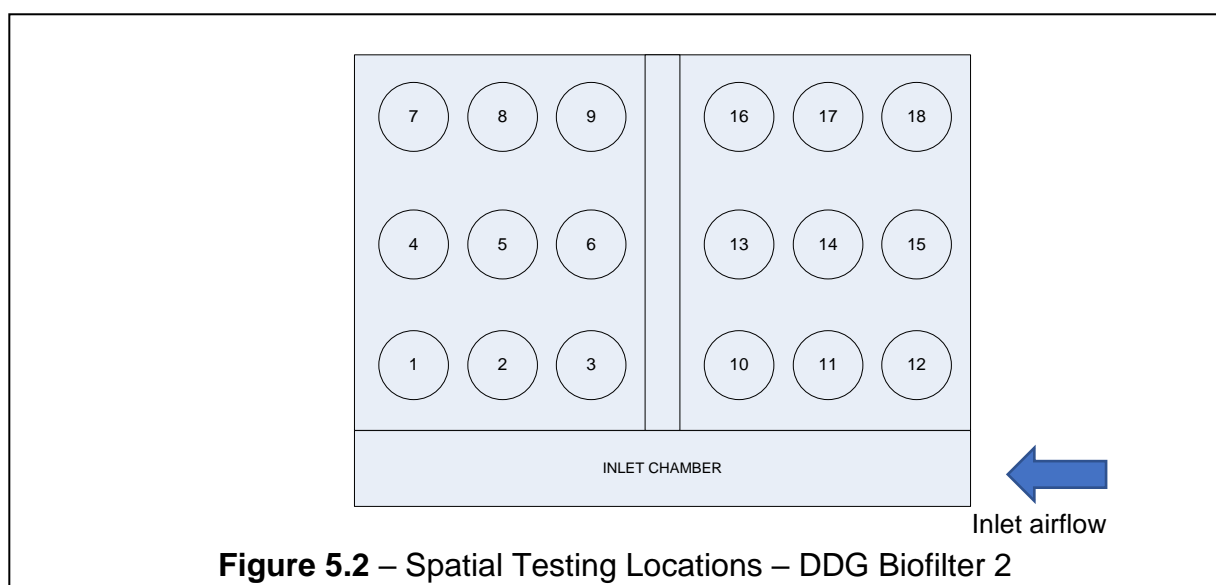 7 8 9 16 17 18
4 5 6 13 14 15
1 2 3 10 11 12
INLET CHAMBER
Inlet airflow
Figure 5.2 – Spatial Testing Locations – DDG Biofilter 2